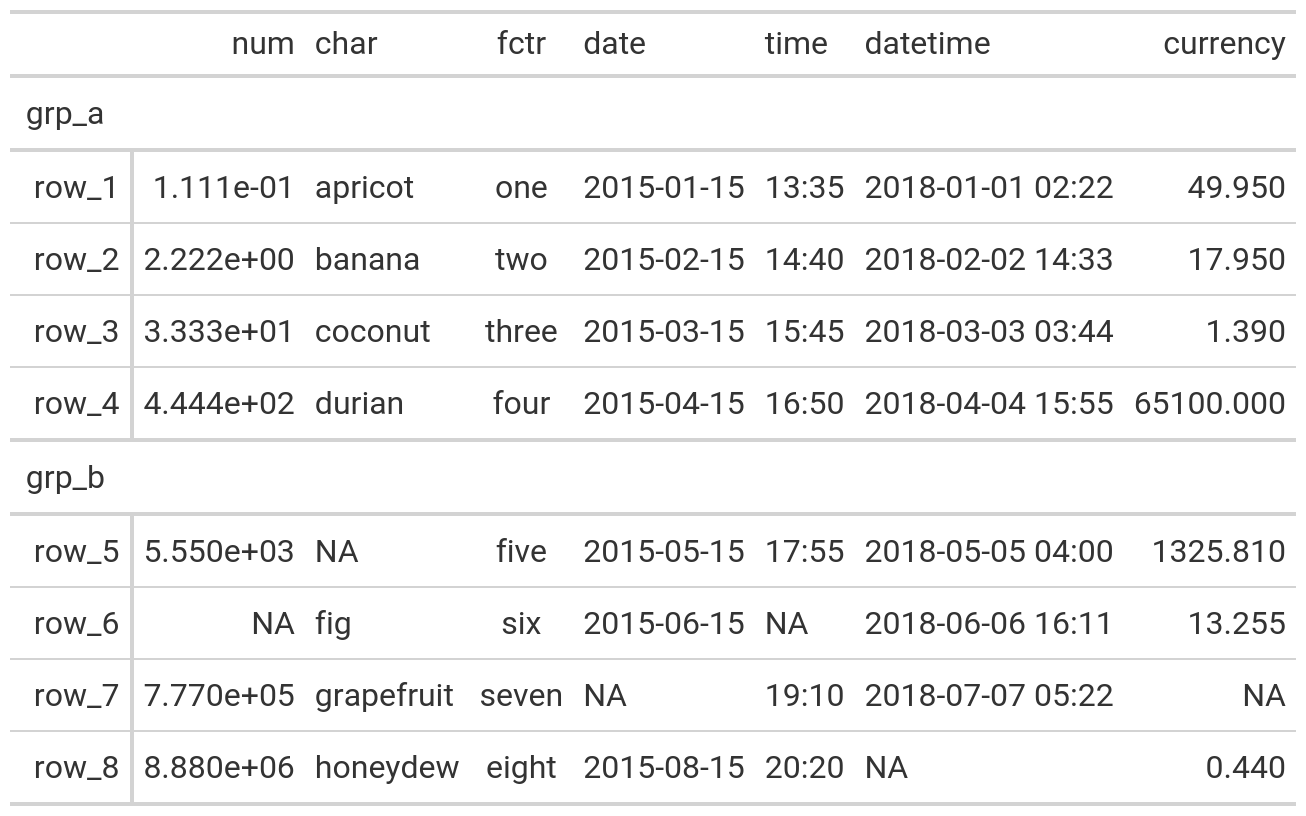 num char fctr date time datetime currency
grp_a
row_1 1.111e-01 apricot one 2015-01-15 13:35 2018-01-01 02:22 49.950
row_2 2.222e+00 banana two 2015-02-15 14:40 2018-02-02 14:33 17.950
row_3 3.333e+01 coconut three 2015-03-15 15:45 2018-03-03 03:44 1.390
row_4 4.444e+02 durian four 2015-04-15 16:50 2018-04-04 15:55 65100.000
grp_b
row_5 5.550e+03 NA five 2015-05-15 17:55 2018-05-05 04:00 1325.810
row_6 NA fig six 2015-06-15 NA 2018-06-06 16:11 13.255
row_7 7.770e+05 grapefruit seven NA 19:10 2018-07-07 05:22 NA
row_8 8.880e+06 honeydew eight 2015-08-15 20:20 NA 0.440